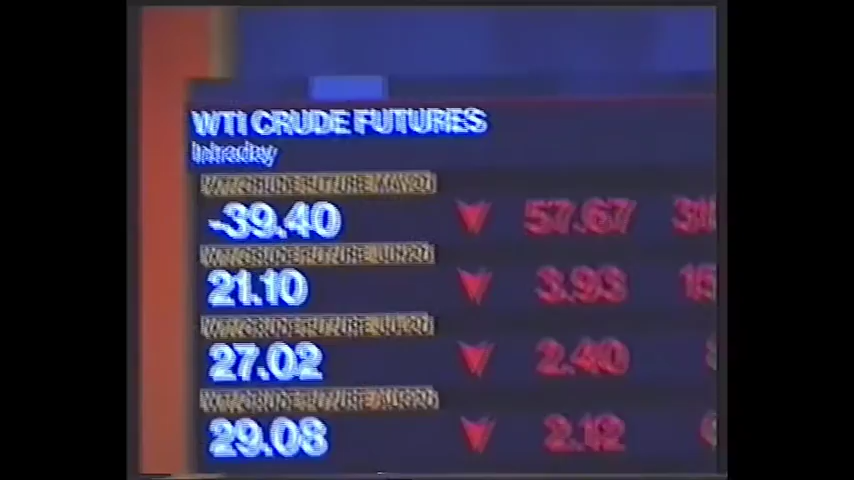 WTI CRUDE FUTURES
Intraday
WTI CRUDE FUTURE MAY20
-39.40 ▼ 57.67
WTI CRUDE FUTURE JUN20
21.10 ▼ 3.93
WTI CRUDE FUTURE JUL20
27.02 ▼ 2.40
WTI CRUDE FUTURE
29.08 ▼ 2.12